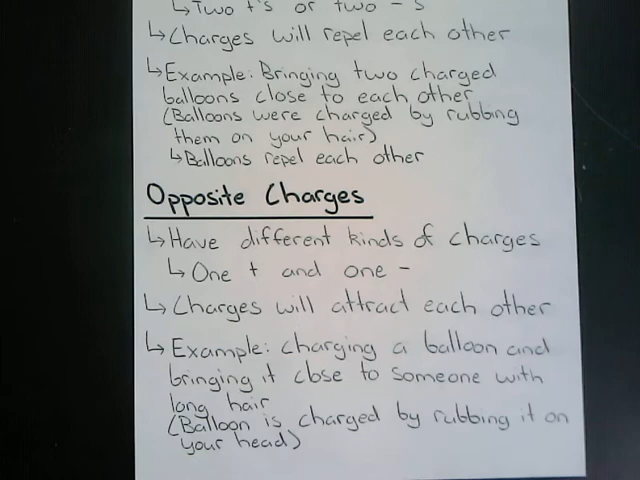 ↳ Two +'s or two -'s
↳ Charges will repel each other
↳ Example: Bringing two charged
balloons close to each other
(Balloons were charged by rubbing
them on your hair)
↳ Balloons repel each other
Opposite Charges
↳ Have different kinds of charges
↳ One + and one -
↳ Charges will attract each other
↳ Example: charging a balloon and
bringing it close to someone with
long hair
(Balloon is charged by rubbing it on
your head)